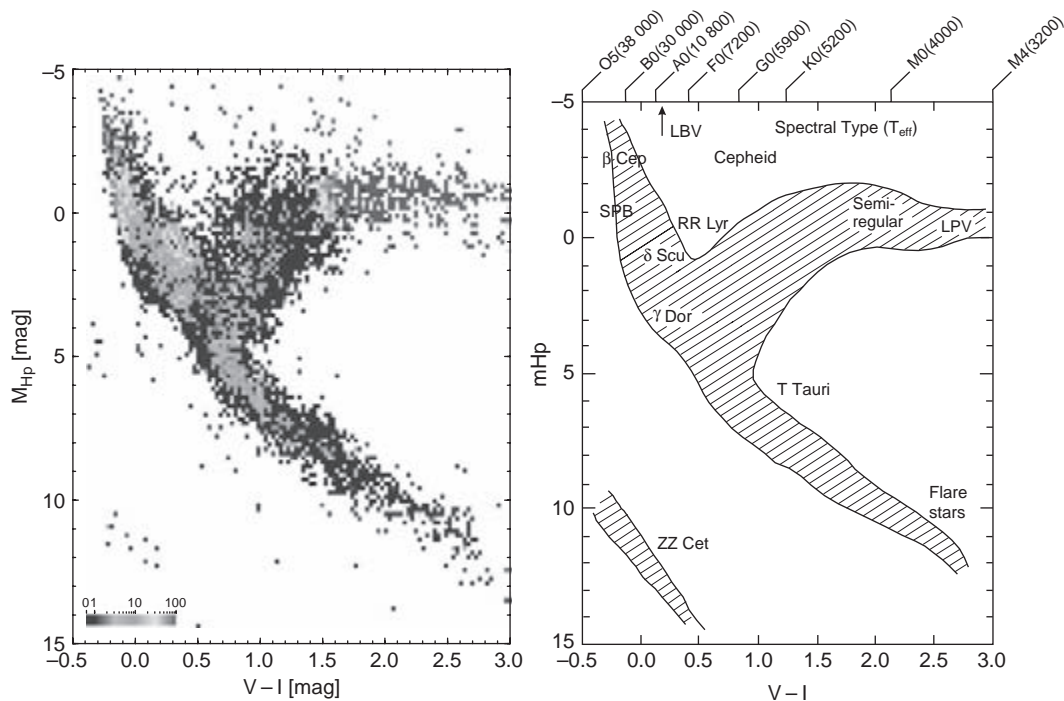 −5
0
5
10
15
M_Hp [mag]
01 10 100
−0.5 0.0 0.5 1.0 1.5 2.0 2.5 3.0
V – I [mag]
O5(38 000)
B0(30 000)
A0(10 800)
F0(7200)
G0(5900)
K0(5200)
M0(4000)
M4(3200)
−5
0
5
10
15
mHp
LBV
Spectral Type (T_eff)
β Cep
Cepheid
SPB
RR Lyr
Semi-
regular
LPV
δ Scu
γ Dor
T Tauri
Flare
stars
ZZ Cet
−0.5 0.0 0.5 1.0 1.5 2.0 2.5 3.0
V – I